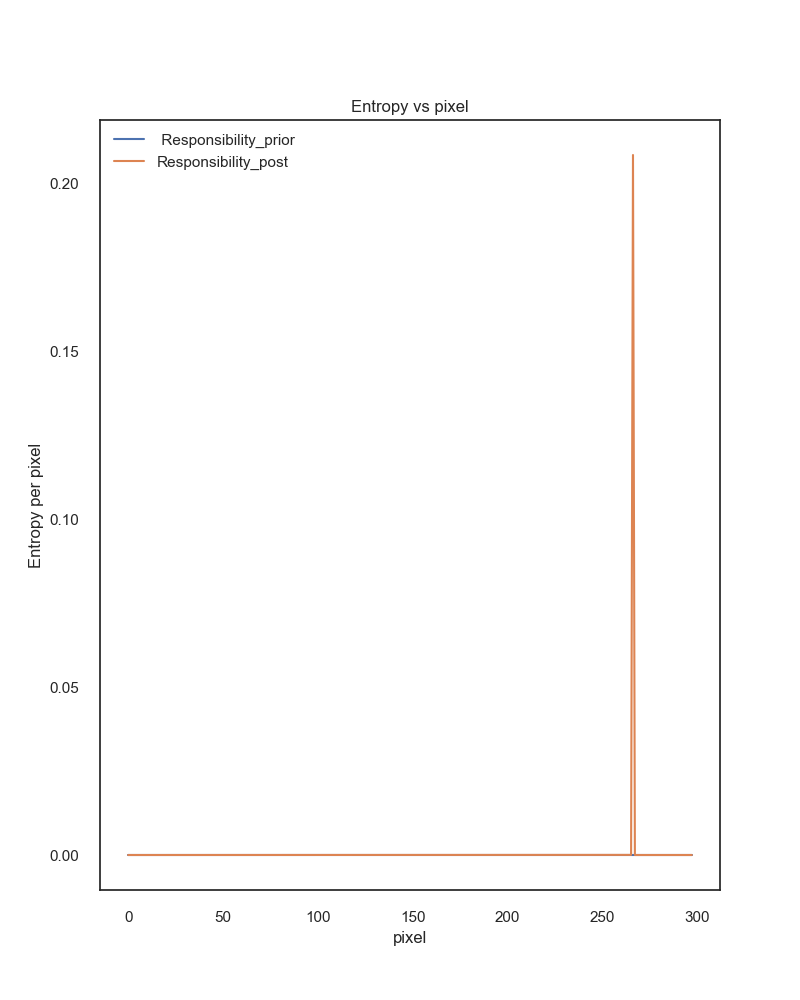 Entropy vs pixel
Responsibility_prior
Responsibility_post
0.20
0.15
0.10
0.05
0.00
Entropy per pixel
0 50 100 150 200 250 300
pixel